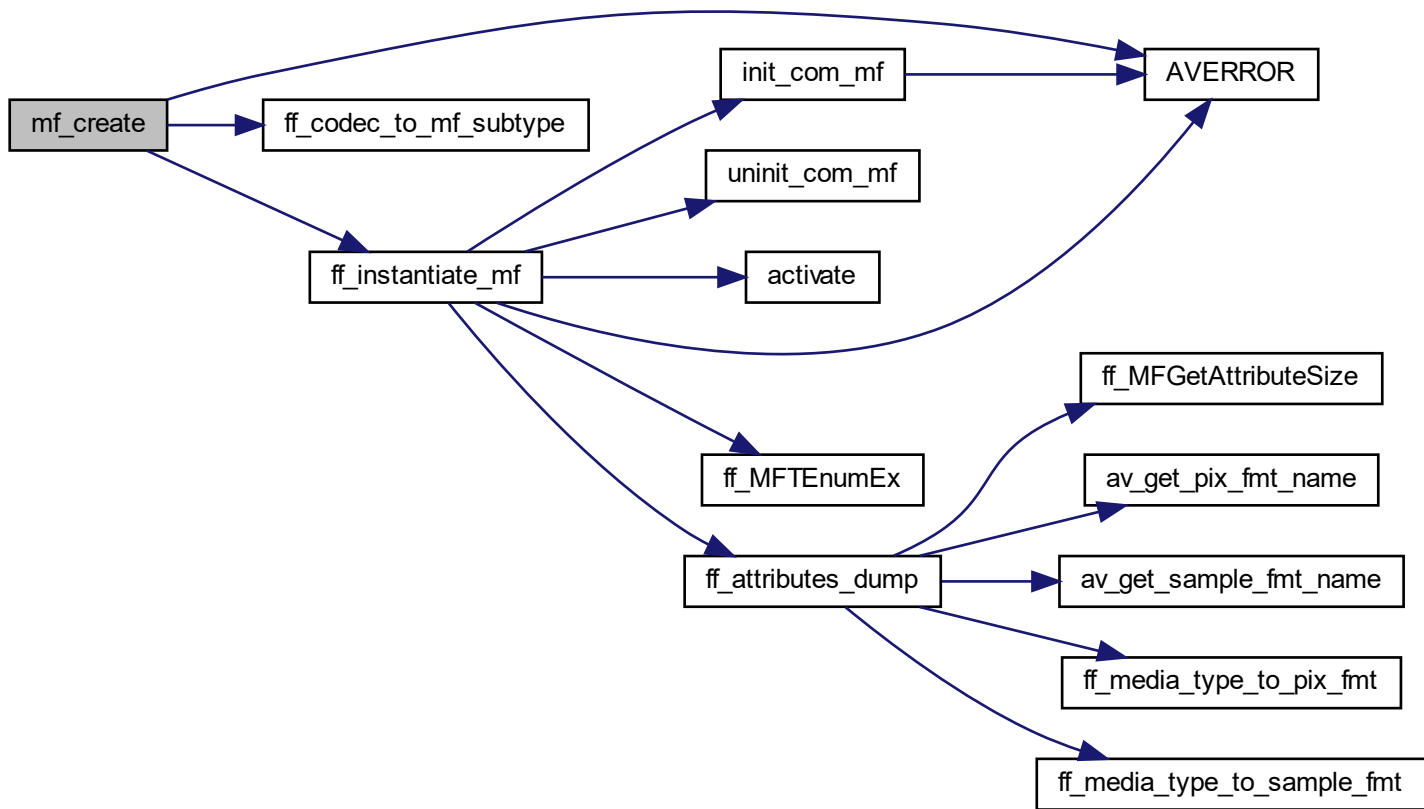 init_com_mf
AVERROR
mf_create
ff_codec_to_mf_subtype
uninit_com_mf
ff_instantiate_mf
activate
ff_MFGetAttributeSize
ff_MFTEnumEx
av_get_pix_fmt_name
ff_attributes_dump
av_get_sample_fmt_name
ff_media_type_to_pix_fmt
ff_media_type_to_sample_fmt